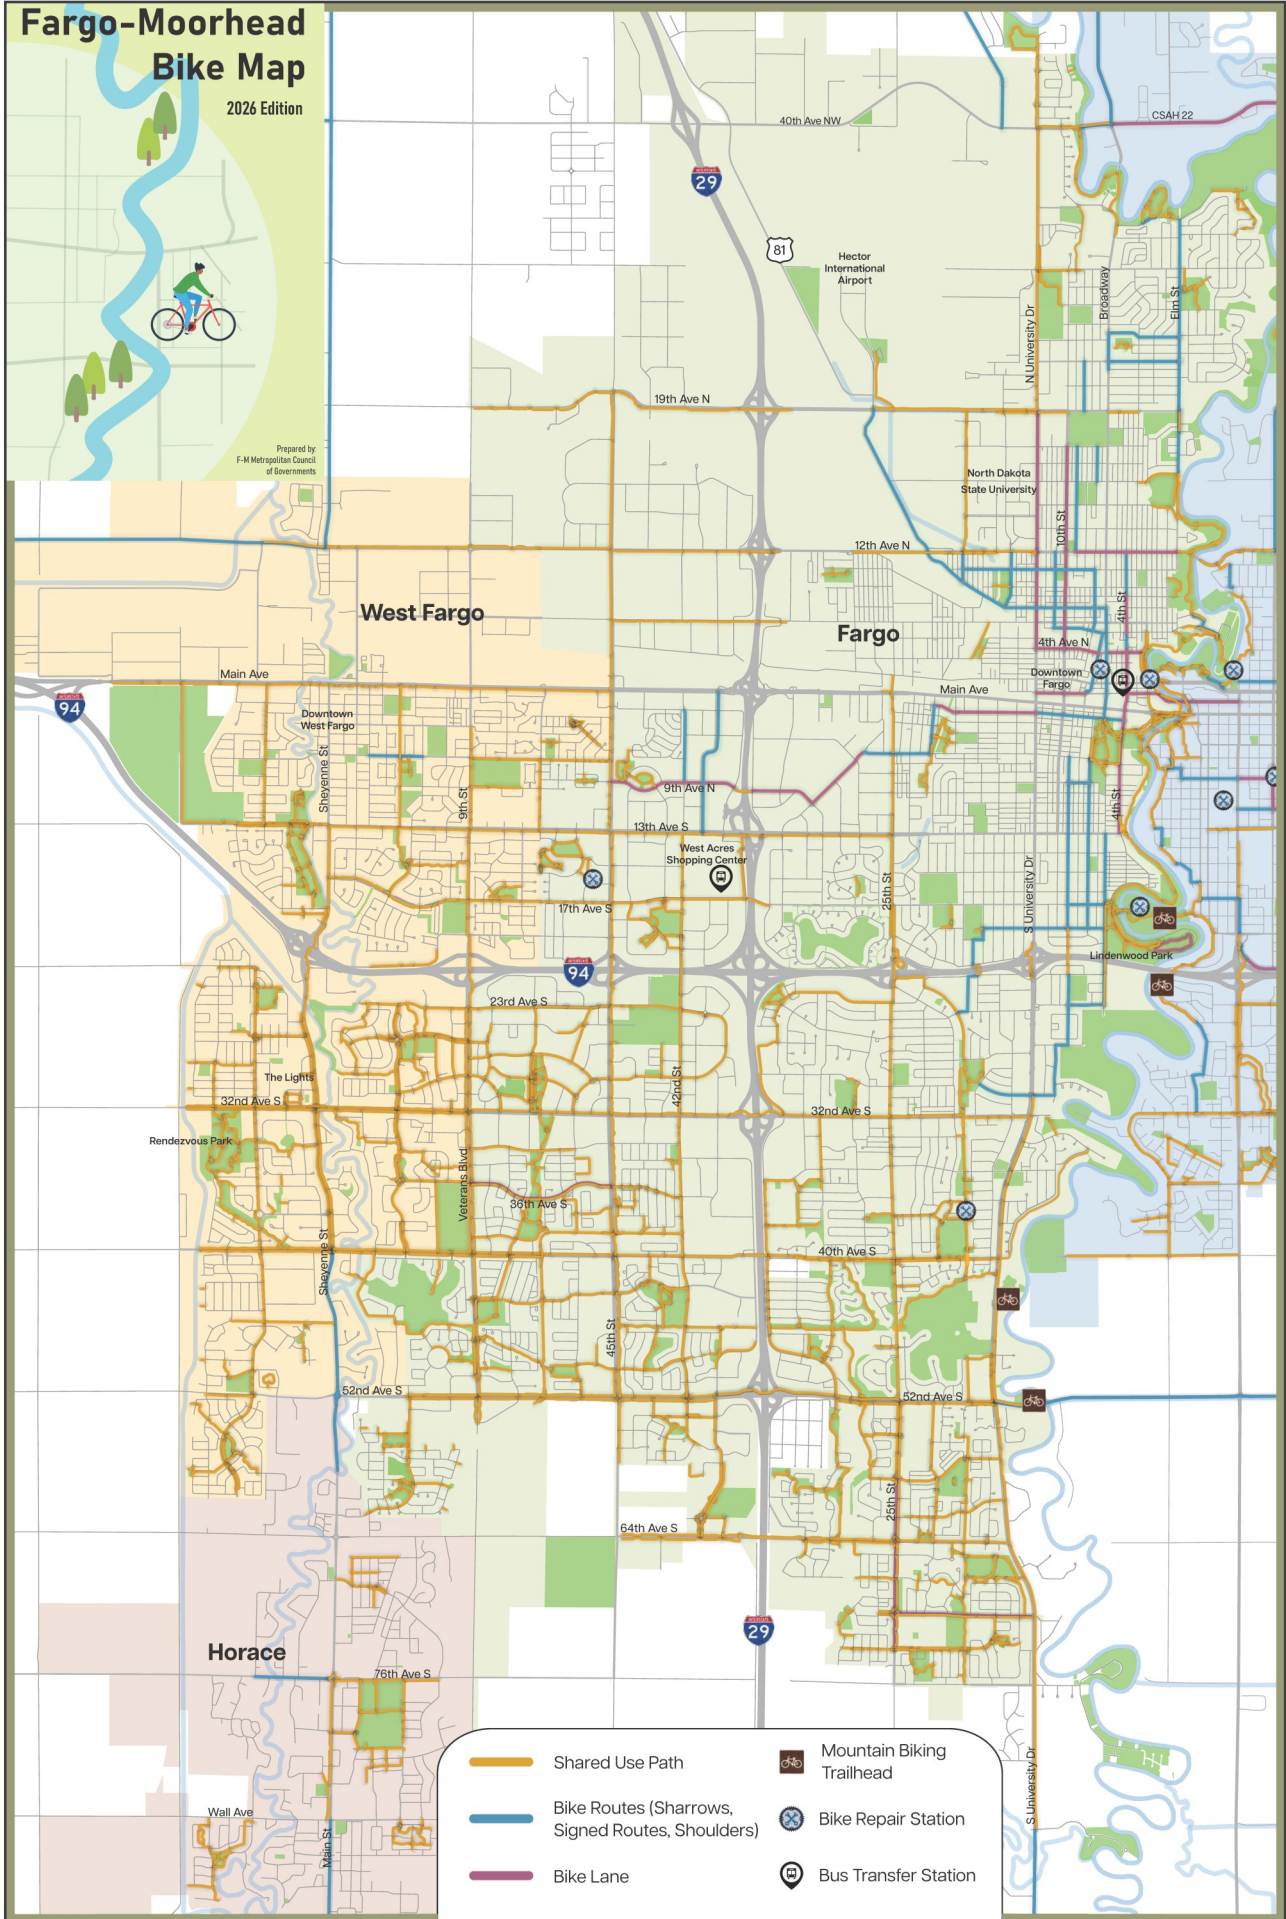 Fargo-Moorhead
Bike Map
2026 Edition
Prepared by:
F-M Metropolitan Council
of Governments
40th Ave NW
CSAH 22
INTERSTATE
29
81
Hector
International
Airport
N University Dr
Broadway
Elm St
19th Ave N
North Dakota
State University
10th St
12th Ave N
West Fargo
Fargo
4th St
4th Ave N
Main Ave
Downtown
Fargo
Main Ave
INTERSTATE
94
Downtown
West Fargo
Sheyenne St
9th St
9th Ave N
4th St
13th Ave S
West Acres
Shopping Center
25th St
S University Dr
17th Ave S
Lindenwood Park
INTERSTATE
94
23rd Ave S
The Lights
42nd St
32nd Ave S
32nd Ave S
Rendezvous Park
Veterans Blvd
36th Ave S
Sheyenne St
40th Ave S
45th St
52nd Ave S
52nd Ave S
25th St
64th Ave S
INTERSTATE
29
Horace
76th Ave S
S University Dr
Wall Ave
Main St
Shared Use Path
Bike Routes (Sharrows,
Signed Routes, Shoulders)
Bike Lane
Mountain Biking
Trailhead
Bike Repair Station
Bus Transfer Station